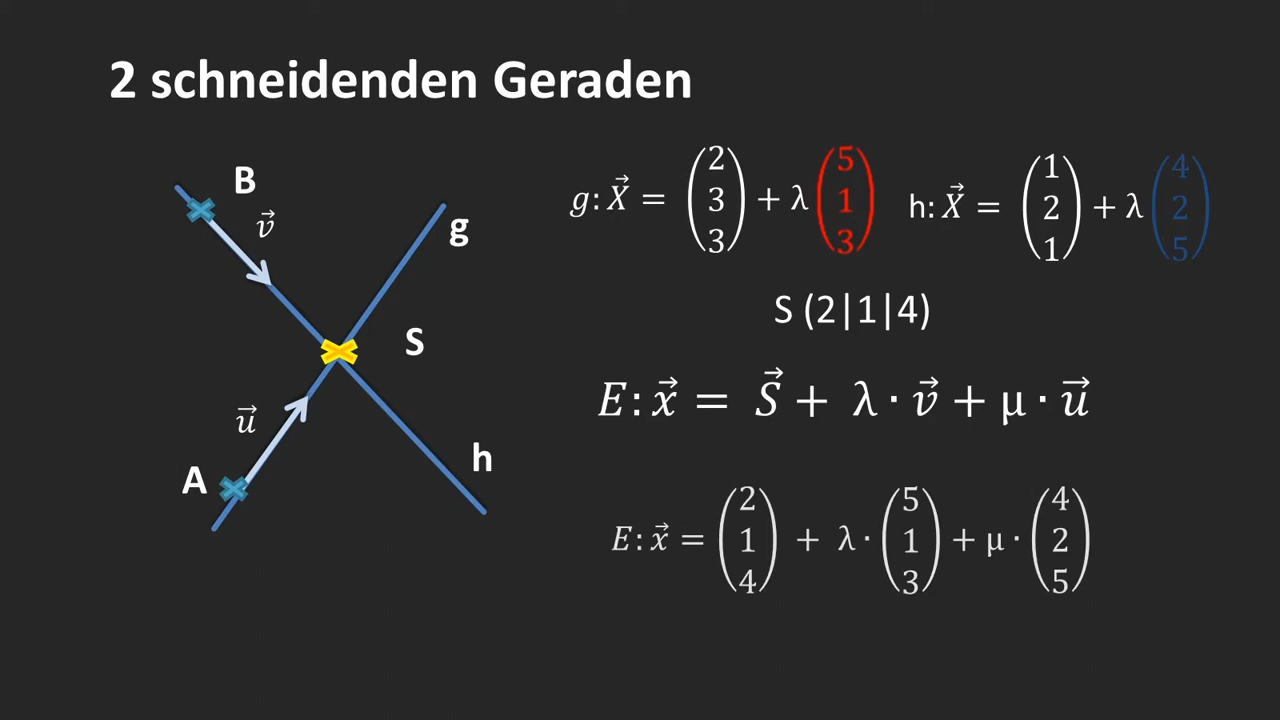 2 schneidenden Geraden
B
v⃗
g
S
u⃗
A
h
g: X⃗ = (2 3 3) + λ (5 1 3)
h: X⃗ = (1 2 1) + λ (4 2 5)
S (2|1|4)
E: x⃗ = S⃗ + λ · v⃗ + μ · u⃗
E: x⃗ = (2 1 4) + λ · (5 1 3) + μ · (4 2 5)